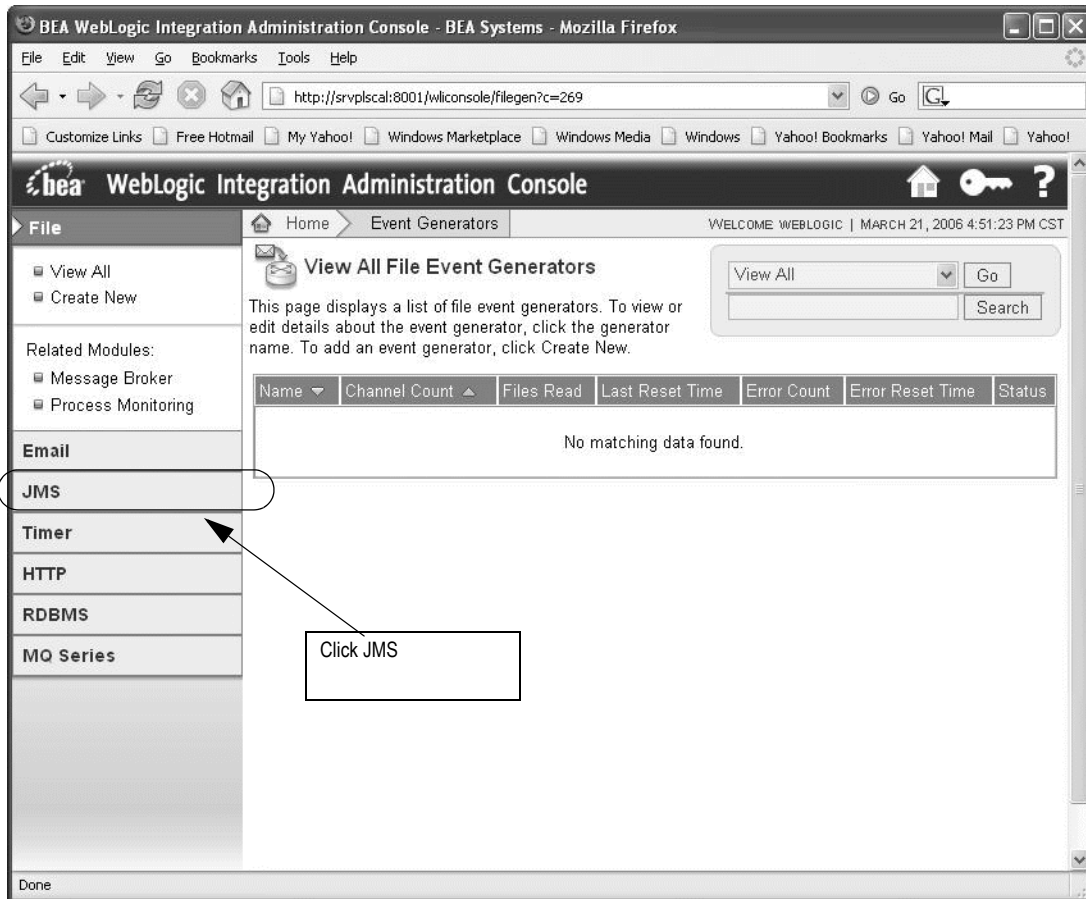 BEA WebLogic Integration Administration Console - BEA Systems - Mozilla Firefox
File Edit View Go Bookmarks Tools Help
http://srvplscal:8001/wliconsole/filegen?c=269 Go G
Customize Links Free Hotmail My Yahoo! Windows Marketplace Windows Media Windows Yahoo! Bookmarks Yahoo! Mail Yahoo!
bea WebLogic Integration Administration Console ?
File
Home Event Generators
WELCOME WEBLOGIC | MARCH 21, 2006 4:51:23 PM CST
View All
Create New
Related Modules:
Message Broker
Process Monitoring
Email
JMS
Timer
HTTP
RDBMS
MQ Series
View All File Event Generators
This page displays a list of file event generators. To view or
edit details about the event generator, click the generator
name. To add an event generator, click Create New.
View All Go
Search
Name Channel Count Files Read Last Reset Time Error Count Error Reset Time Status
No matching data found.
Click JMS
Done